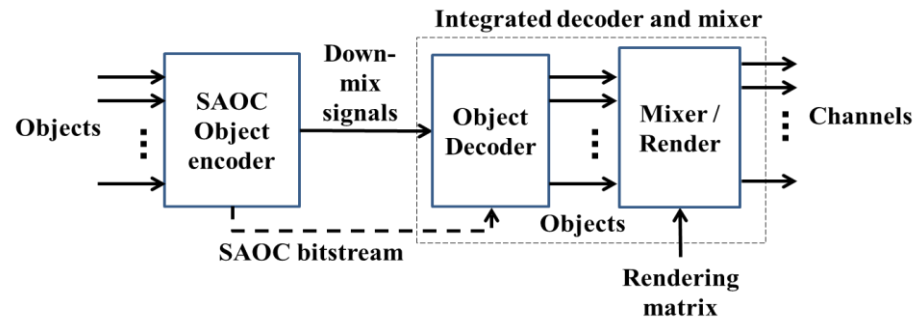 Integrated decoder and mixer
Objects
SAOC
Object
encoder
Down-
mix
signals
Object
Decoder
Mixer /
Render
Channels
Objects
SAOC bitstream
Rendering
matrix